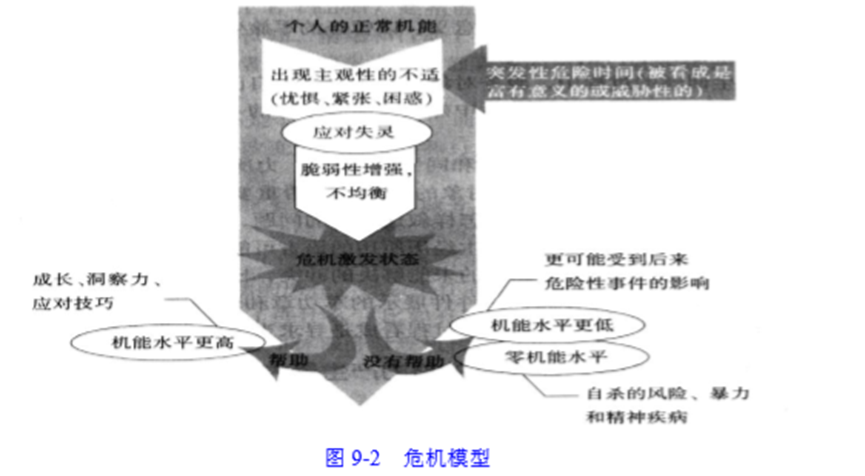 个人的正常机能
出现主观性的不适
(忧惧、紧张、困惑)
突发性危险时间(被看成是
富有意义的或威胁性的)
应对失灵
脆弱性增强,
不均衡
危机激发状态
成长、洞察力、
应对技巧
机能水平更高
帮助
没有帮助
更可能受到后来
危险性事件的影响
机能水平更低
零机能水平
自杀的风险、暴力
和精神疾病
图 9-2 危机模型